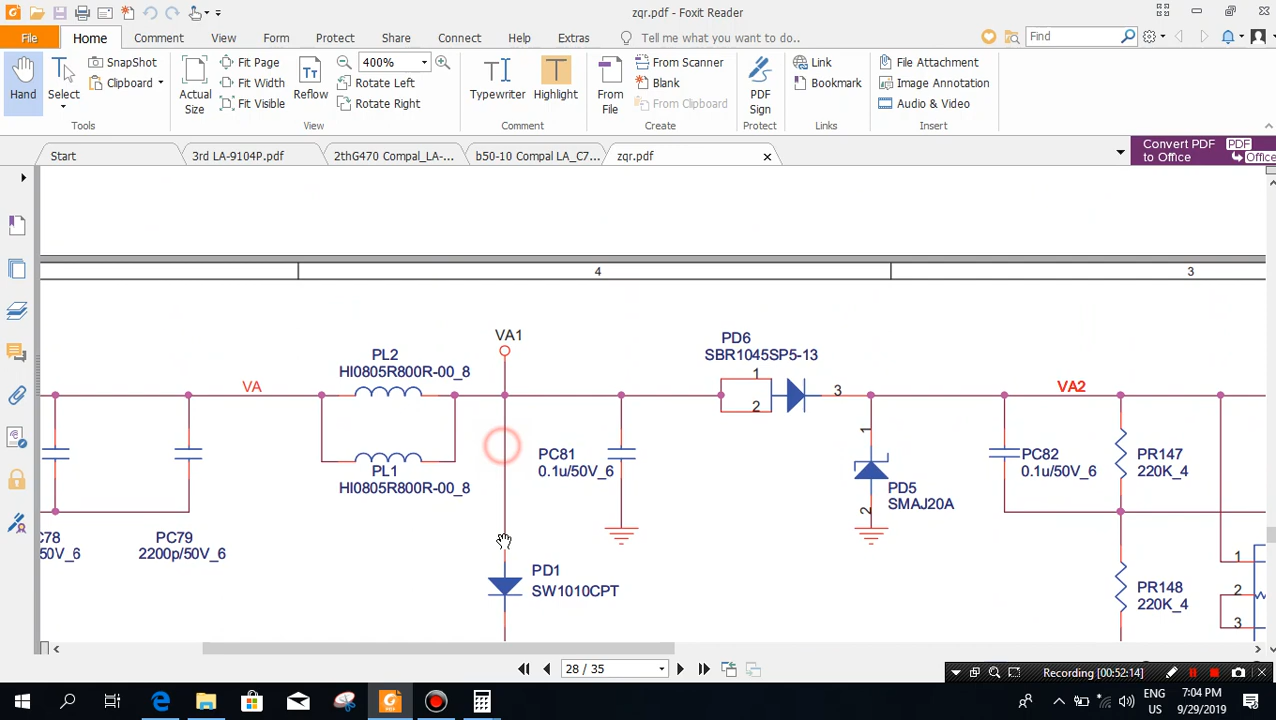 zqr.pdf - Foxit Reader
File
Home
Comment
View
Form
Protect
Share
Connect
Help
Extras
Tell me what you want to do..
Find
Hand
Select
SnapShot
Clipboard
Tools
Actual
Size
Fit Page
Fit Width
Fit Visible
Reflow
400%
Rotate Left
Rotate Right
View
Typewriter
Highlight
Comment
From
File
From Scanner
Blank
From Clipboard
Create
PDF
Sign
Protect
Link
Bookmark
Links
File Attachment
Image Annotation
Audio & Video
Insert
Start
3rd LA-9104P.pdf
2thG470 Compal_LA-...
b50-10 Compal LA_C7...
zqr.pdf
Convert PDF
to Office
PDF
Office
4
3
VA1
PL2
HI0805R800R-00_8
VA
PL1
HI0805R800R-00_8
PC81
0.1u/50V_6
PD6
SBR1045SP5-13
1
2
3
VA2
1
PD5
SMAJ20A
2
PC82
0.1u/50V_6
PR147
220K_4
C78
50V_6
PC79
2200p/50V_6
PD1
SW1010CPT
PR148
220K_4
1
2
3
28 / 35
Recording [00:52:14]
ENG
US
7:04 PM
9/29/2019